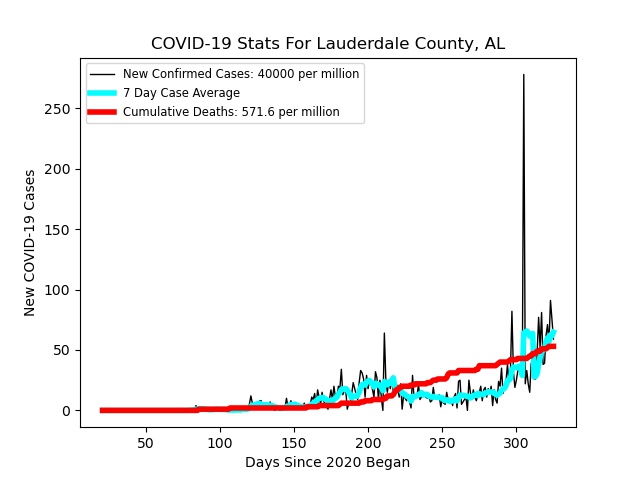 COVID-19 Stats For Lauderdale County, AL
New Confirmed Cases: 40000 per million
7 Day Case Average
Cumulative Deaths: 571.6 per million
New COVID-19 Cases
250
200
150
100
50
0
50 100 150 200 250 300
Days Since 2020 Began